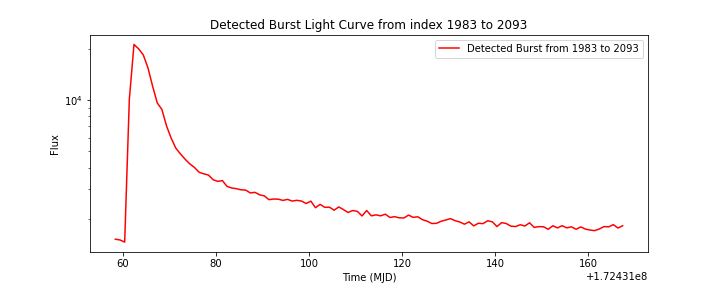 Detected Burst Light Curve from index 1983 to 2093
Detected Burst from 1983 to 2093
10⁴
Flux
60 80 100 120 140 160
Time (MJD)
+1.72431e8